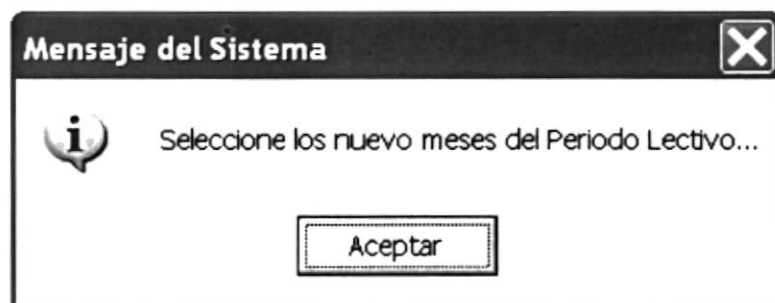 Mensaje del Sistema
Seleccione los nuevo meses del Periodo Lectivo...
Aceptar